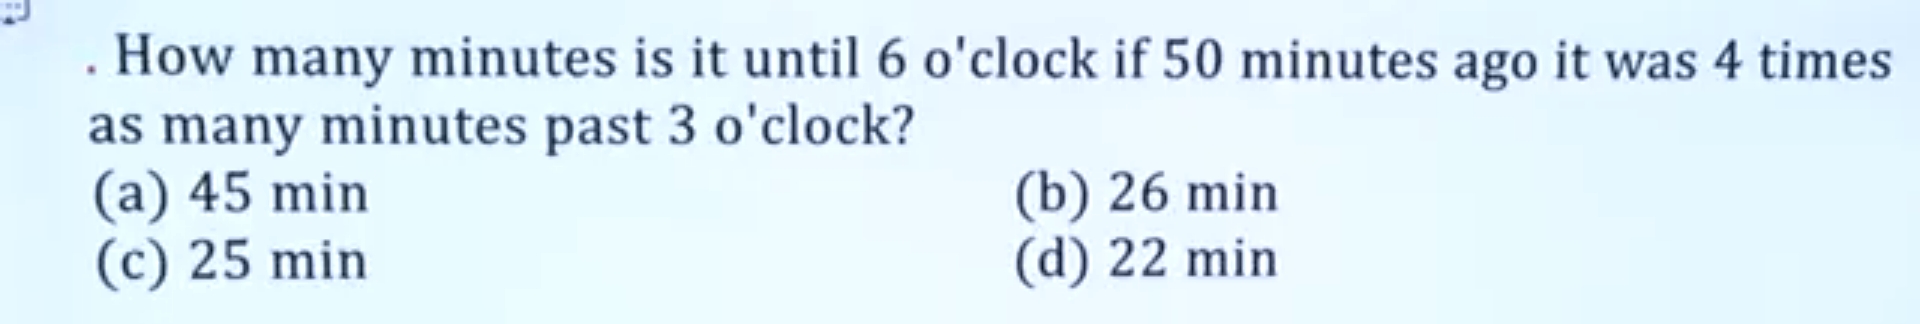 . How many minutes is it until 6 o'clock if 50 minutes ago it was 4 times
as many minutes past 3 o'clock?
(a) 45 min (b) 26 min
(c) 25 min (d) 22 min